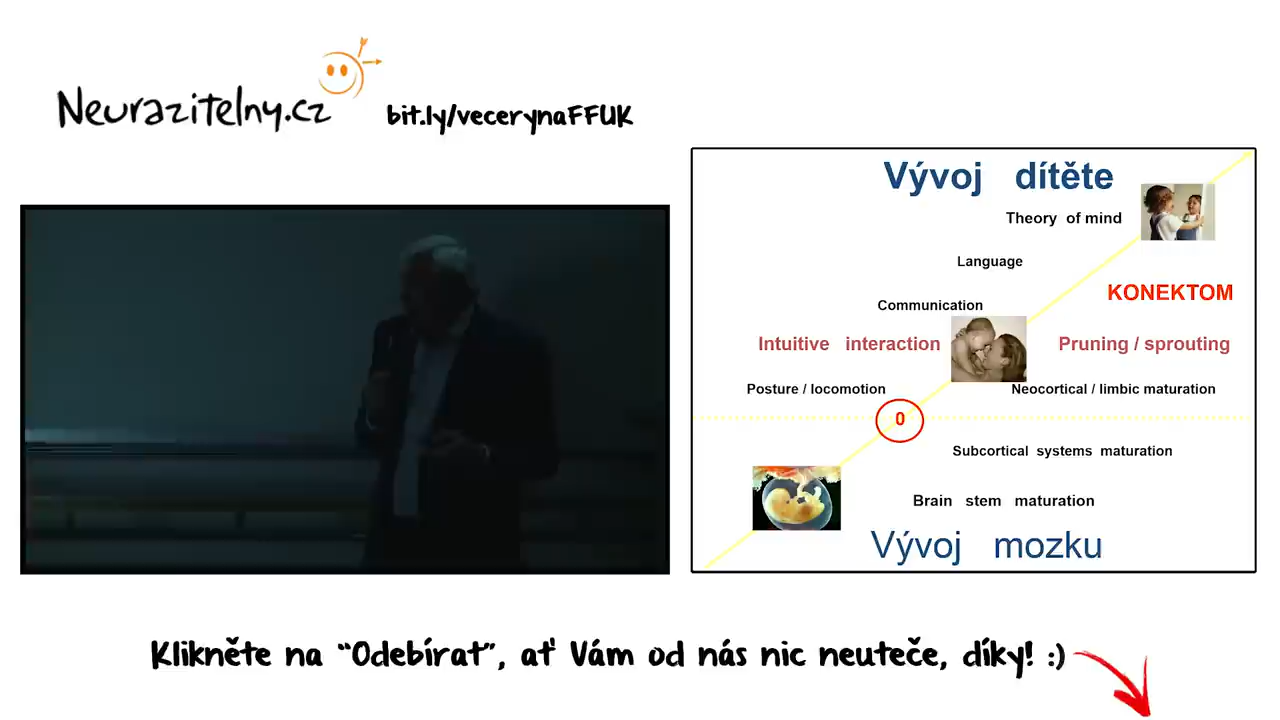 Neurazitelny.cz
bit.ly/vecerynaFFUK
Vývoj dítěte
Theory of mind
Language
KONEKTOM
Communication
Intuitive interaction
Pruning / sprouting
Posture / locomotion
Neocortical / limbic maturation
0
Subcortical systems maturation
Brain stem maturation
Vývoj mozku
Klikněte na “Odebírat”, ať Vám od nás nic neuteče, díky! :)